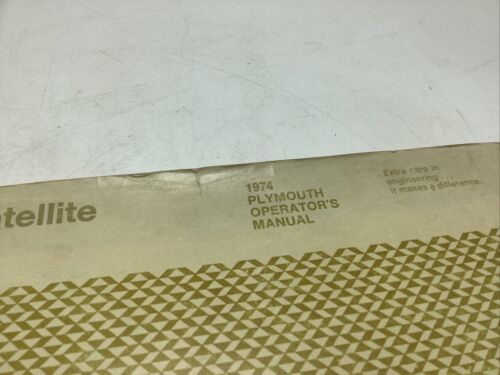 tellite
1974
PLYMOUTH
OPERATOR'S
MANUAL
Extra care in
engineering...
it makes a difference.